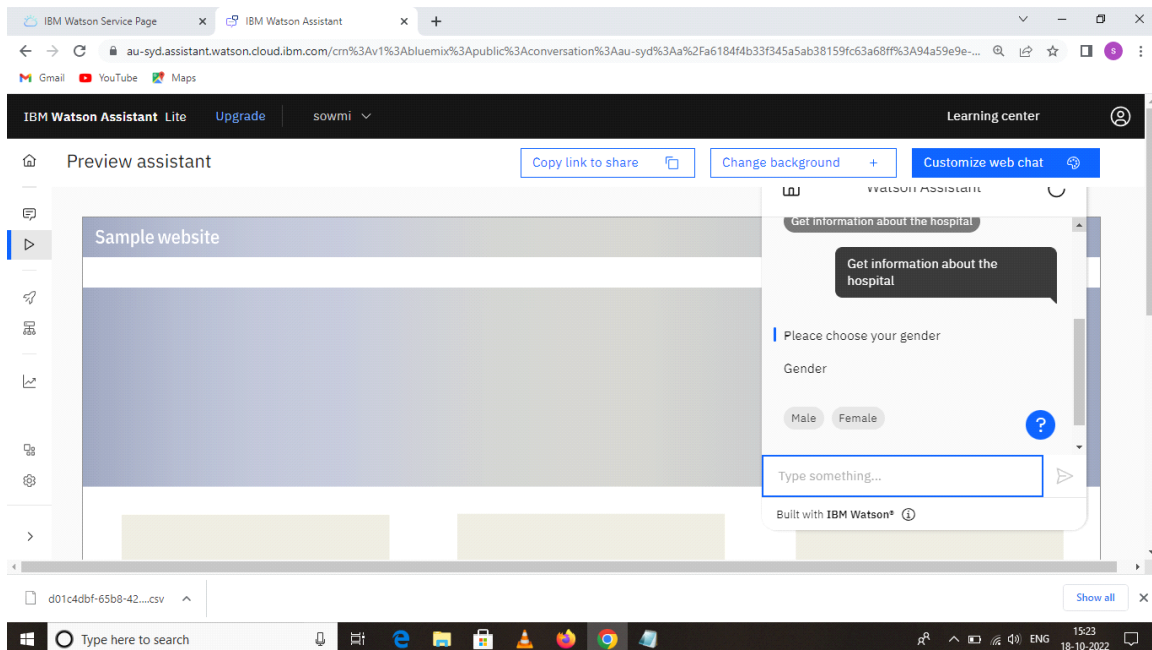 IBM Watson Service Page
IBM Watson Assistant
au-syd.assistant.watson.cloud.ibm.com/crn%3Av1%3Abluemix%3Apublic%3Aconversation%3Aau-syd%3Aa%2Fa6184f4b33f345a5ab38159fc63a68ff%3A94a59e9e-...
S
Gmail
YouTube
Maps
IBM Watson Assistant Lite
Upgrade
sowmi
Learning center
Preview assistant
Copy link to share
Change background +
Customize web chat
Watson Assistant
Sample website
Get information about the hospital
Get information about the
hospital
Pleace choose your gender
Gender
Male
Female
?
Type something...
Built with IBM Watson®
d01c4dbf-65b8-42....csv
Show all
Type here to search
ENG
15:23
18-10-2022